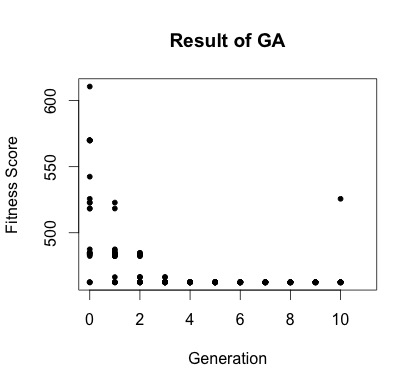 Result of GA
Fitness Score
600
550
500
0 2 4 6 8 10
Generation